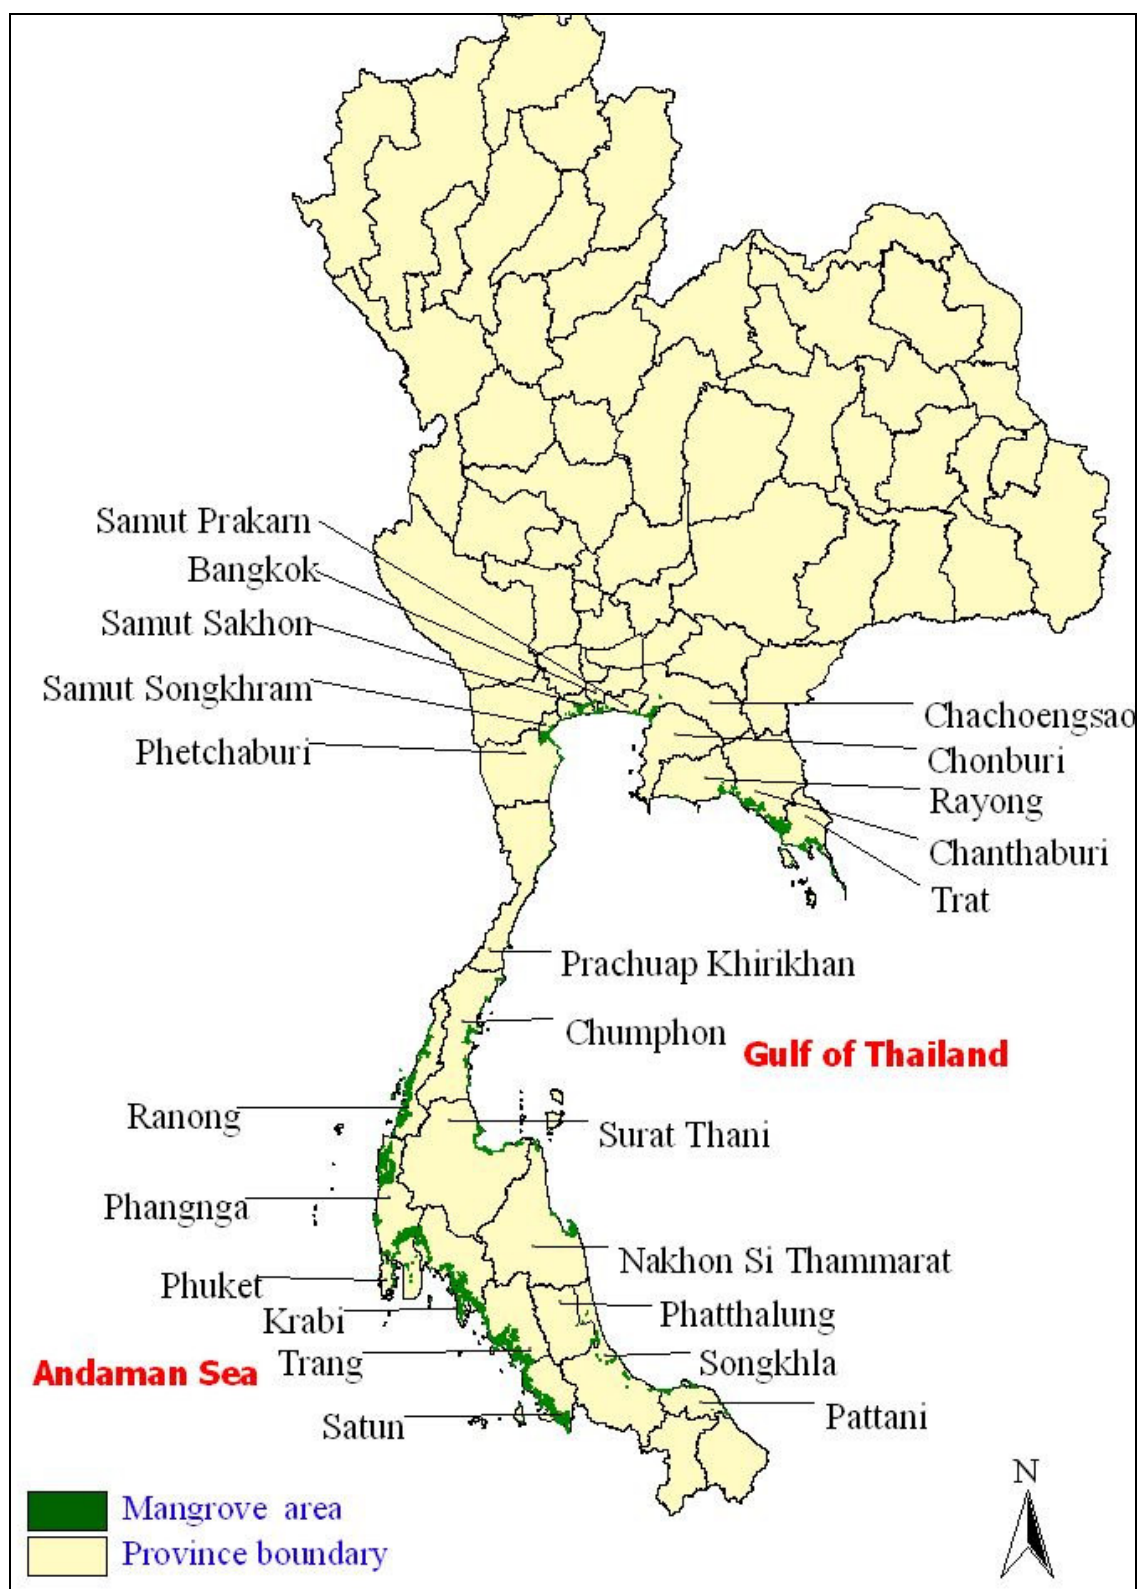 Samut Prakarn
Bangkok
Samut Sakhon
Samut Songkhram
Phetchaburi
Chachoengsao
Chonburi
Rayong
Chanthaburi
Trat
Prachuap Khirikhan
Chumphon
Gulf of Thailand
Ranong
Surat Thani
Phangnga
Nakhon Si Thammarat
Phuket
Krabi
Phatthalung
Trang
Songkhla
Andaman Sea
Satun
Pattani
N
Mangrove area
Province boundary